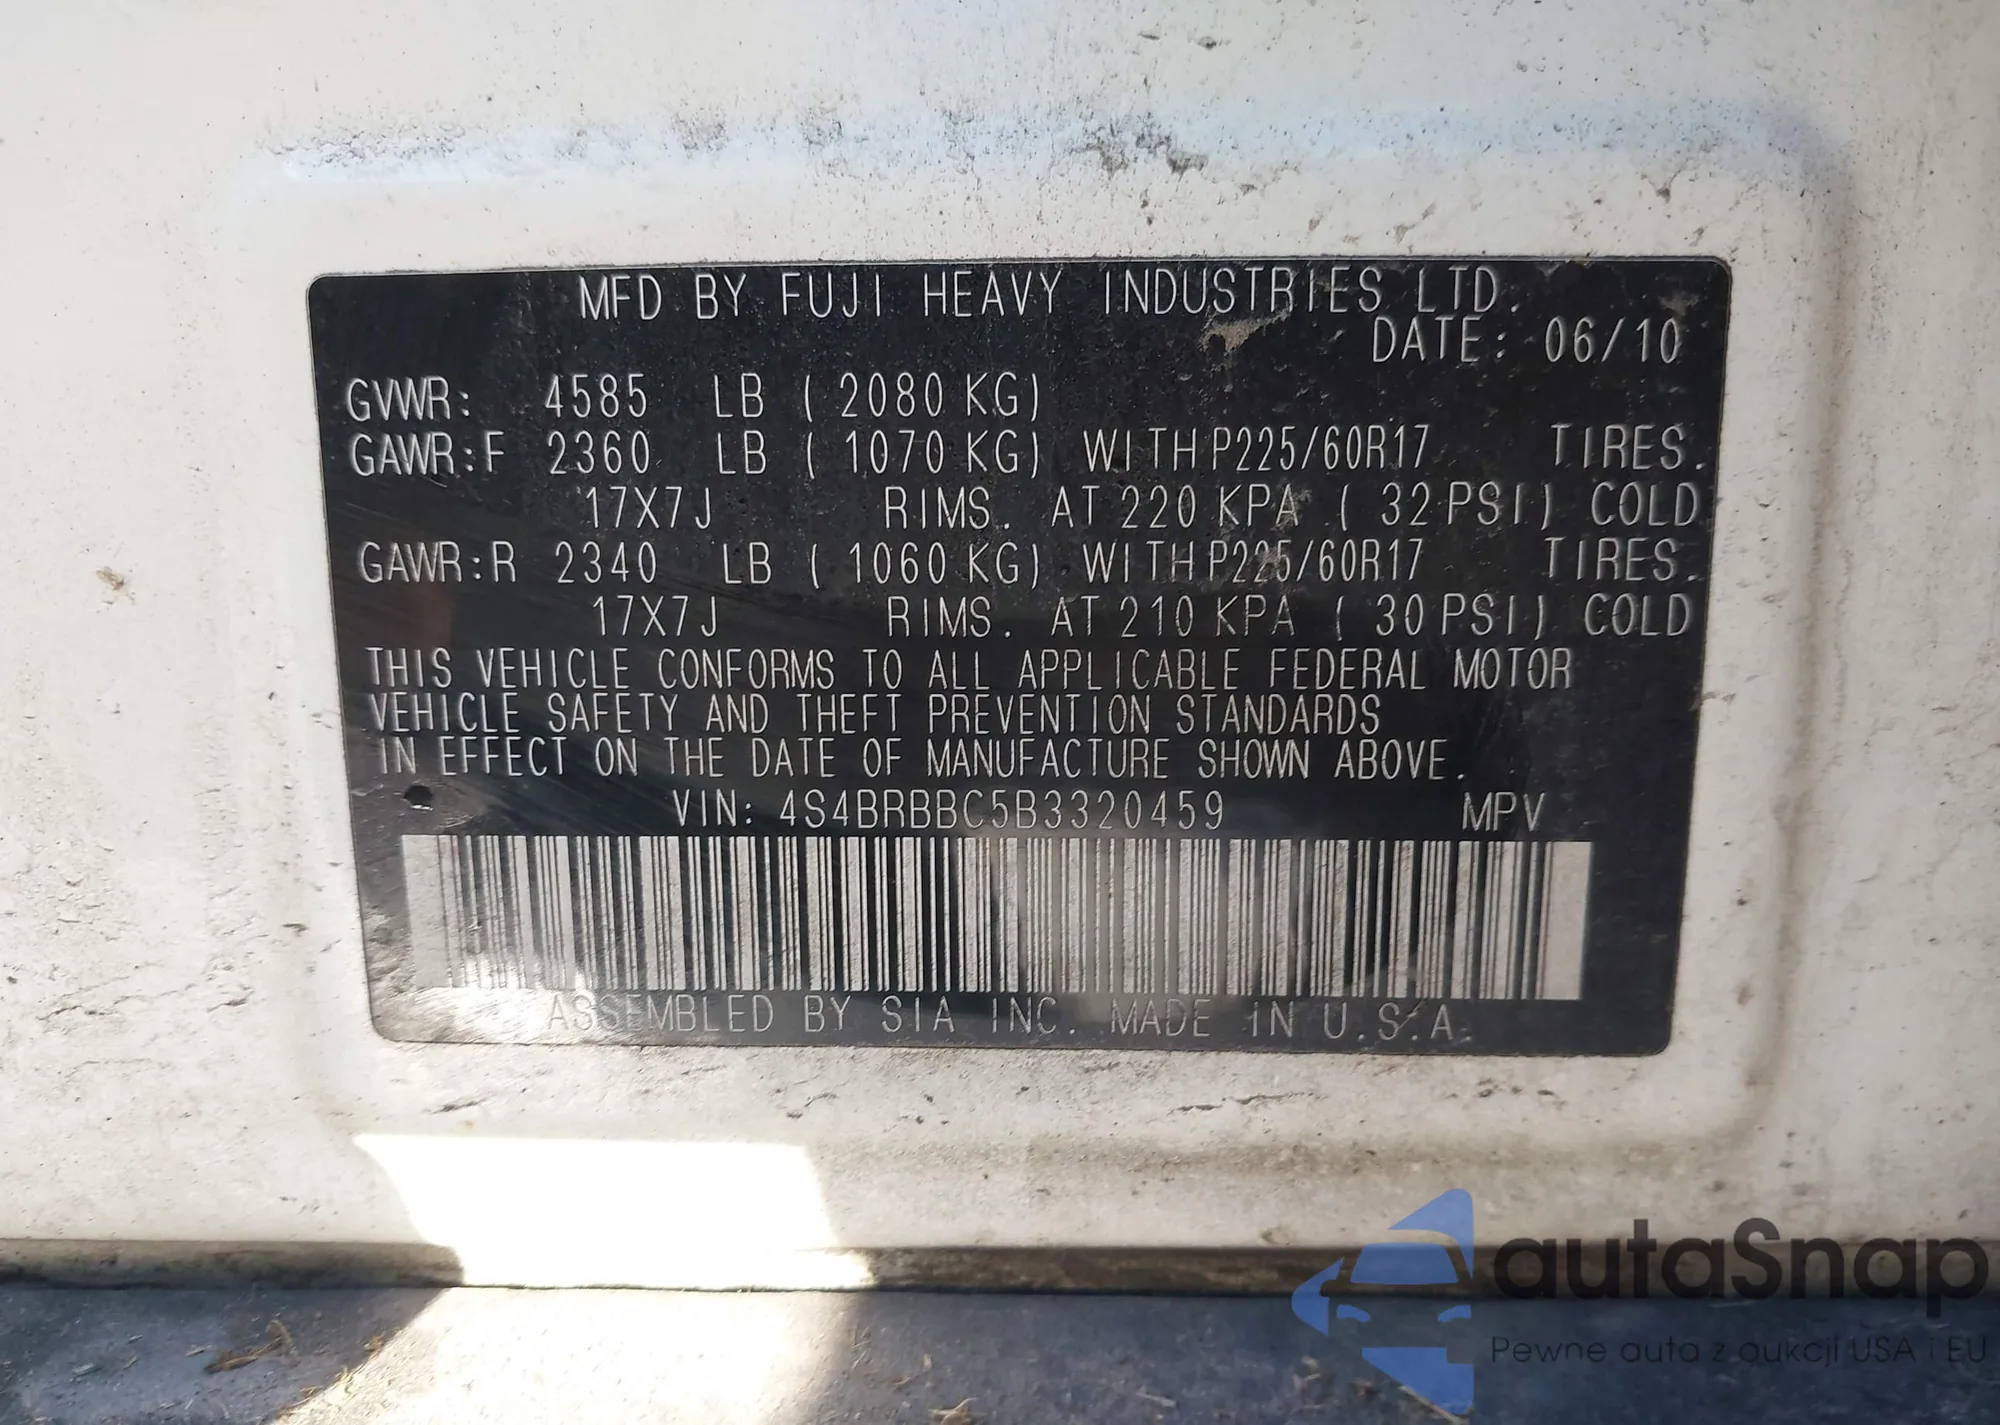 MFD BY FUJI HEAVY INDUSTRIES LTD.
DATE: 06/10
GVWR: 4585 LB ( 2080 KG)
GAWR:F 2360 LB ( 1070 KG) WITH P225/60R17 TIRES.
17X7J RIMS. AT 220 KPA ( 32 PSI) COLD
GAWR:R 2340 LB ( 1060 KG) WITH P225/60R17 TIRES.
17X7J RIMS. AT 210 KPA ( 30 PSI) COLD
THIS VEHICLE CONFORMS TO ALL APPLICABLE FEDERAL MOTOR
VEHICLE SAFETY AND THEFT PREVENTION STANDARDS
IN EFFECT ON THE DATE OF MANUFACTURE SHOWN ABOVE.
VIN: 4S4BRBBC5B3320459 MPV
ASSEMBLED BY SIA INC. MADE IN U.S.A.
autaSnap
Pewne auta z aukcji USA i EU